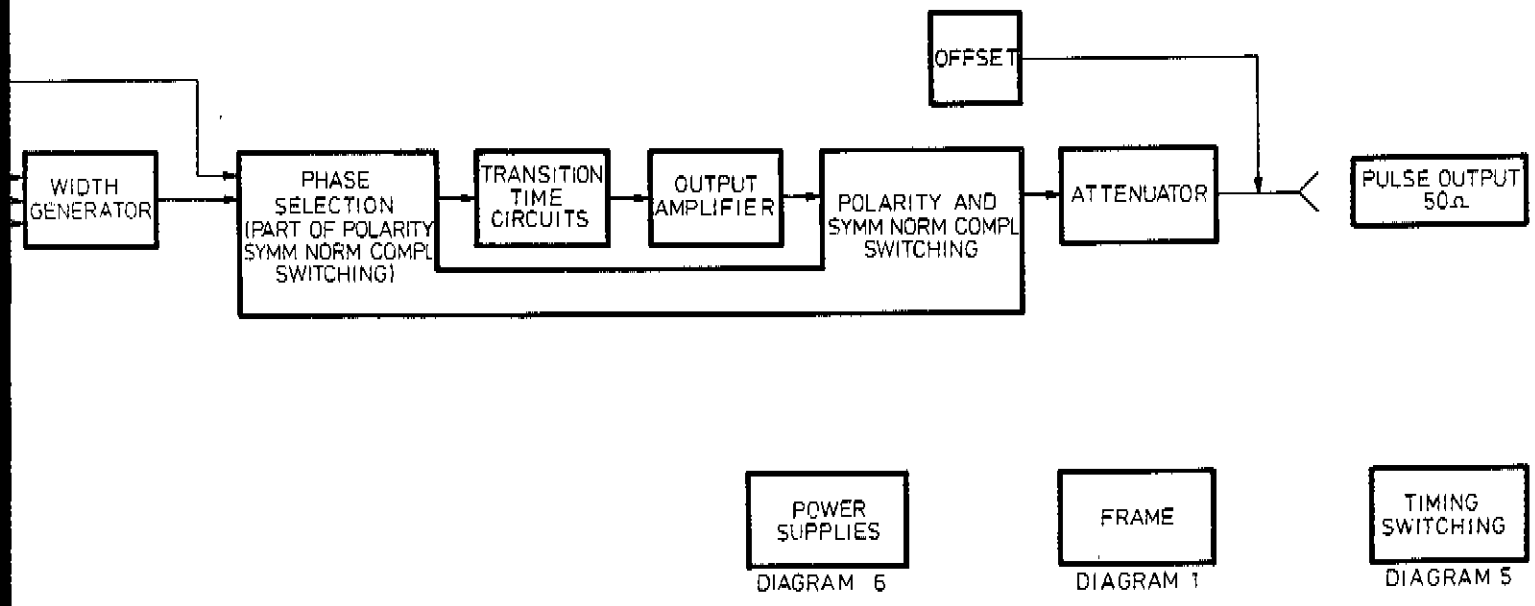 OFFSET
WIDTH
GENERATOR
PHASE
SELECTION
(PART OF POLARITY
SYMM NORM COMPL
SWITCHING)
TRANSITION
TIME
CIRCUITS
OUTPUT
AMPLIFIER
POLARITY AND
SYMM NORM COMPL
SWITCHING
ATTENUATOR
PULSE OUTPUT
50Ω
POWER
SUPPLIES
DIAGRAM 6
FRAME
DIAGRAM 1
TIMING
SWITCHING
DIAGRAM 5